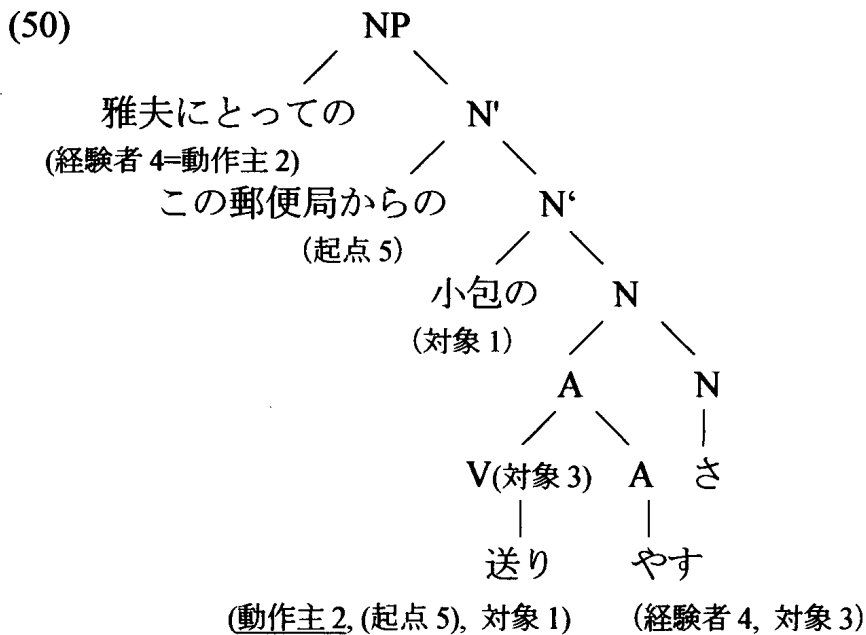 (50) NP
雅夫にとっての N'
(経験者 4=動作主 2)
この郵便局からの N‘
(起点 5)
小包の N
(対象 1)
A N
V(対象 3) A さ
送り やす
(動作主 2, (起点 5), 対象 1) (経験者 4, 対象 3)